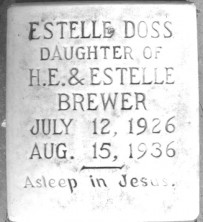 ESTELLE DOSS
DAUGHTER OF
H.E. & ESTELLE
BREWER
JULY 12, 1926
AUG. 15, 1936
Asleep in Jesus.